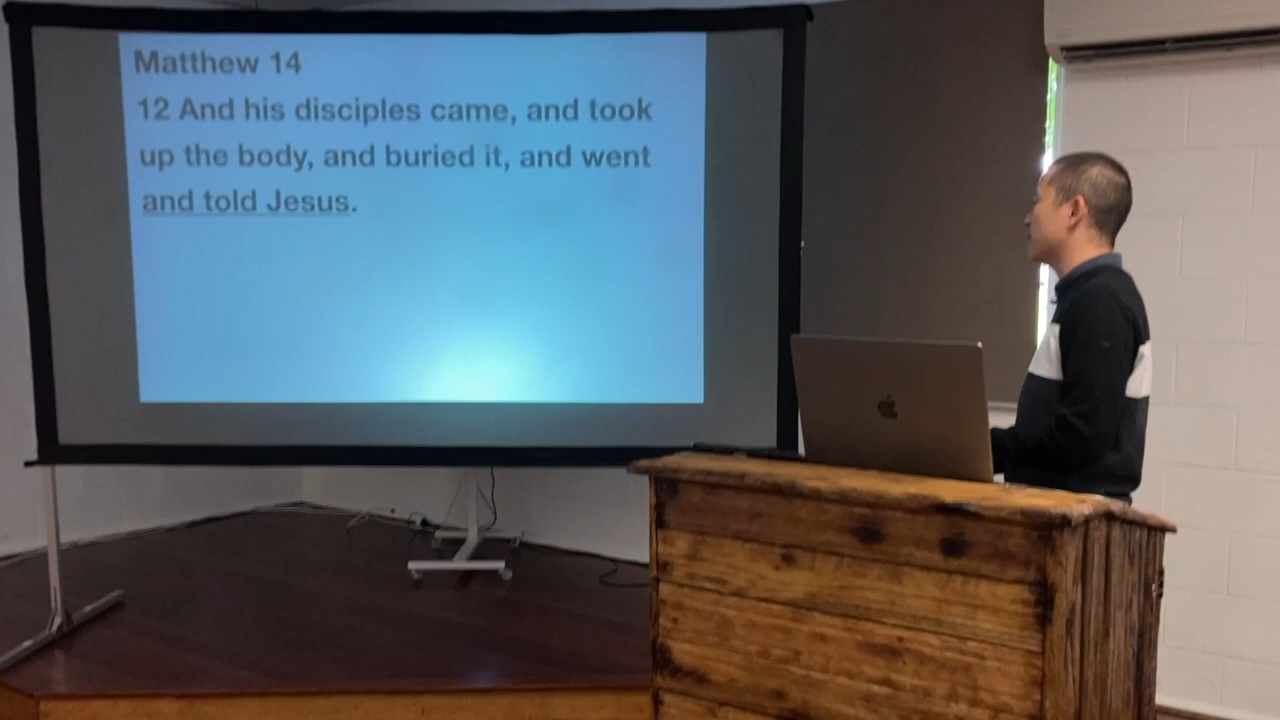 Matthew 14
12 And his disciples came, and took
up the body, and buried it, and went
and told Jesus.